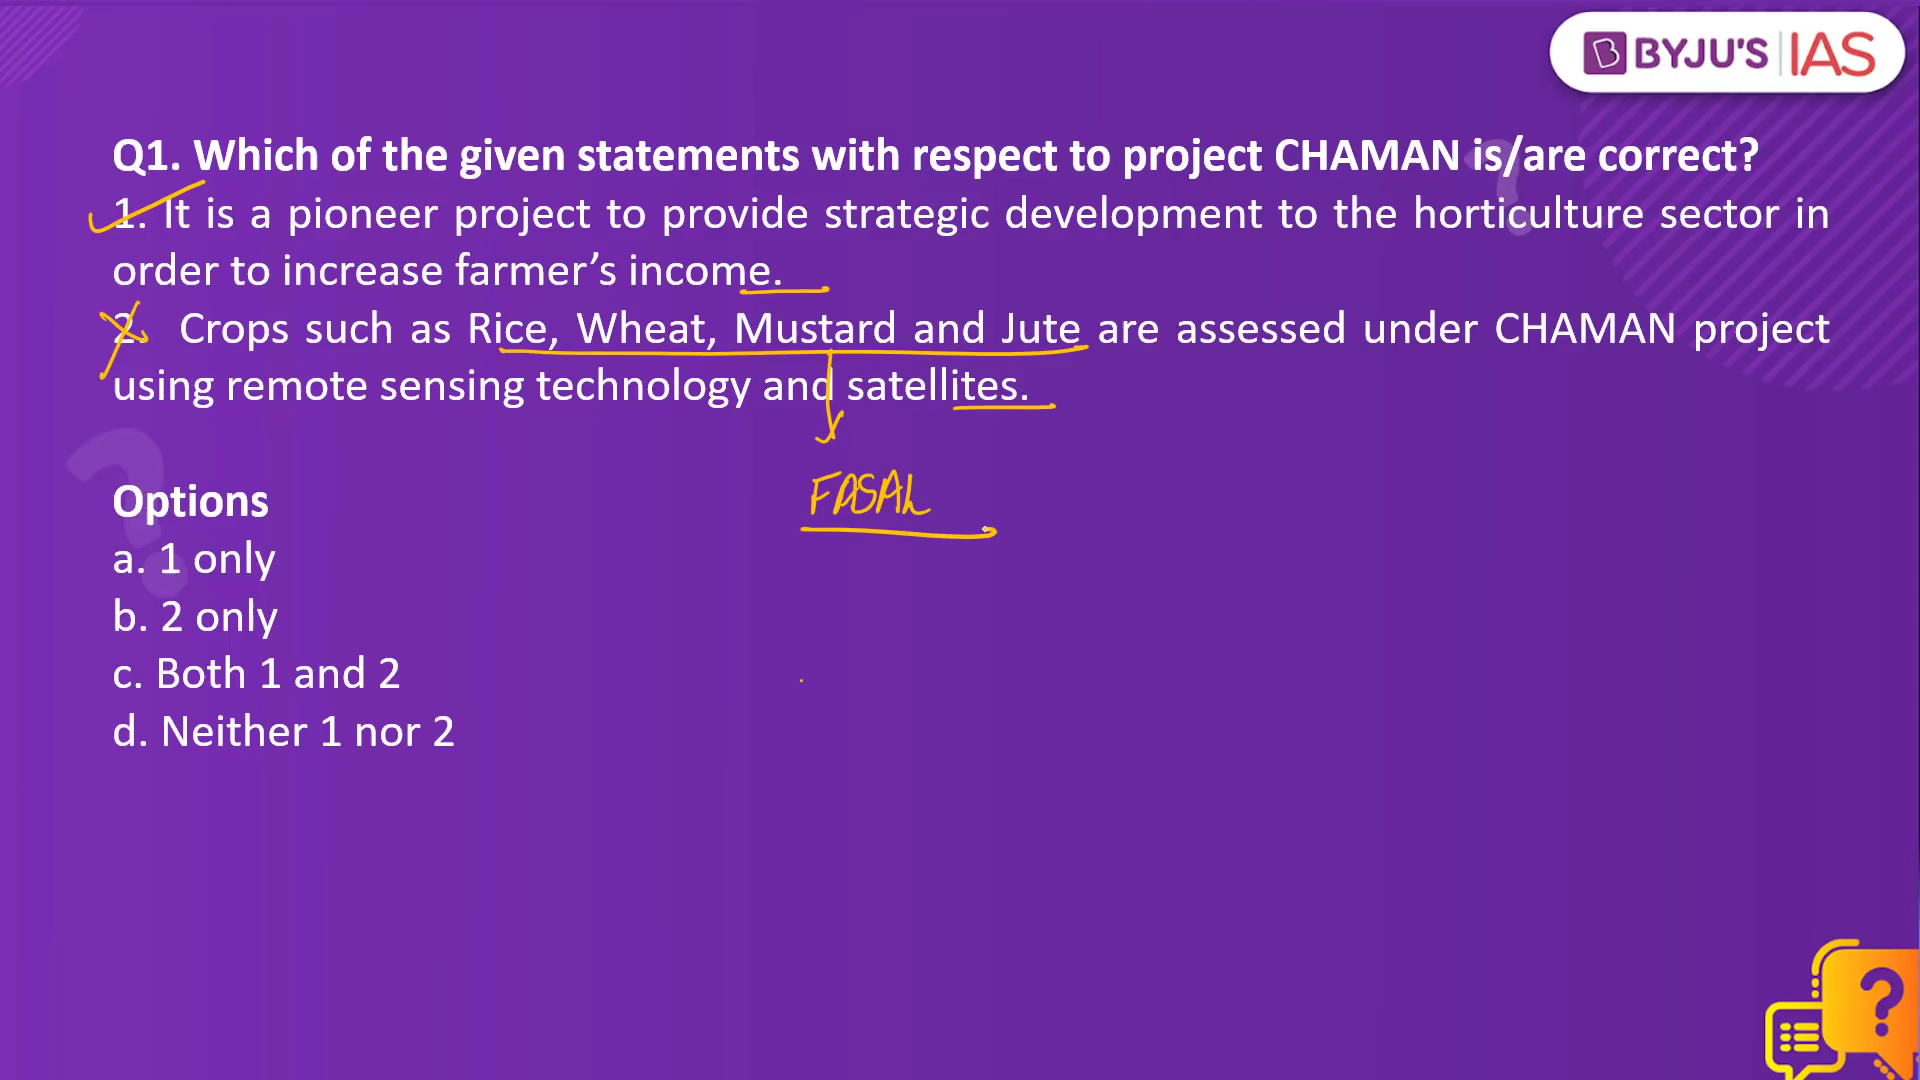 BYJU'S IAS
Q1. Which of the given statements with respect to project CHAMAN is/are correct?
1. It is a pioneer project to provide strategic development to the horticulture sector in
order to increase farmer’s income.
2. Crops such as Rice, Wheat, Mustard and Jute are assessed under CHAMAN project
using remote sensing technology and satellites.
FASAL
Options
a. 1 only
b. 2 only
c. Both 1 and 2
d. Neither 1 nor 2